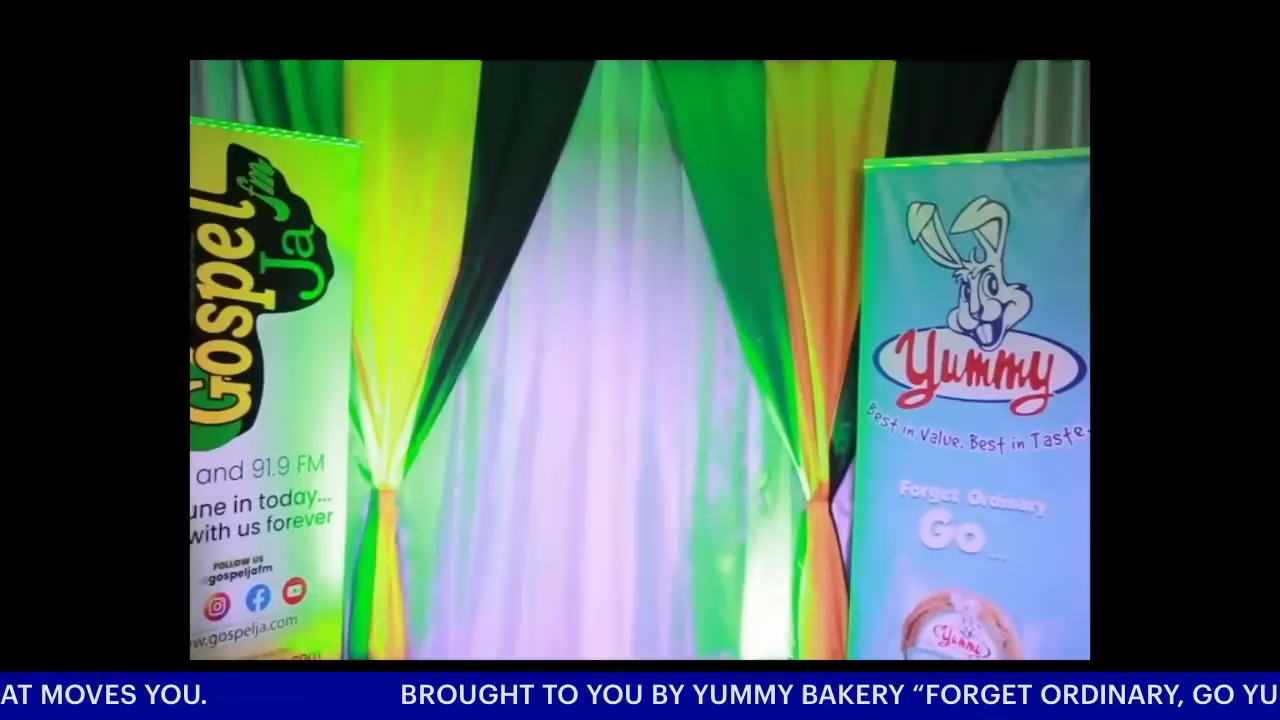 Gospel
Ja fm
and 91.9 FM
une in today...
with us forever
FOLLOW US
gospeljafm
w.gospelja.com
Yummy
Best in Value. Best in Taste.
Forget Ordinary
Go...
Yummy
AT MOVES YOU. BROUGHT TO YOU BY YUMMY BAKERY “FORGET ORDINARY, GO YU